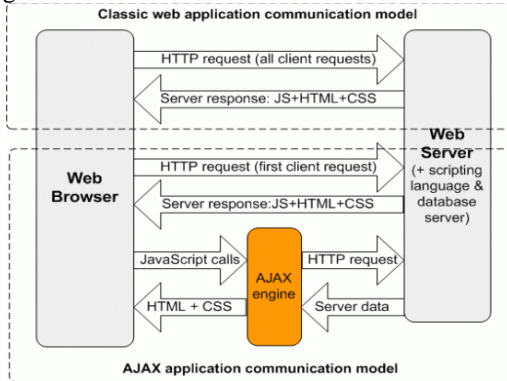 Classic web application communication model
HTTP request (all client requests)
Server response: JS+HTML+CSS
Web
Browser
Web
Server
(+ scripting
language &
database
server)
HTTP request (first client request)
Server response:JS+HTML+CSS
JavaScript calls
AJAX
engine
HTTP request
HTML + CSS
Server data
AJAX application communication model